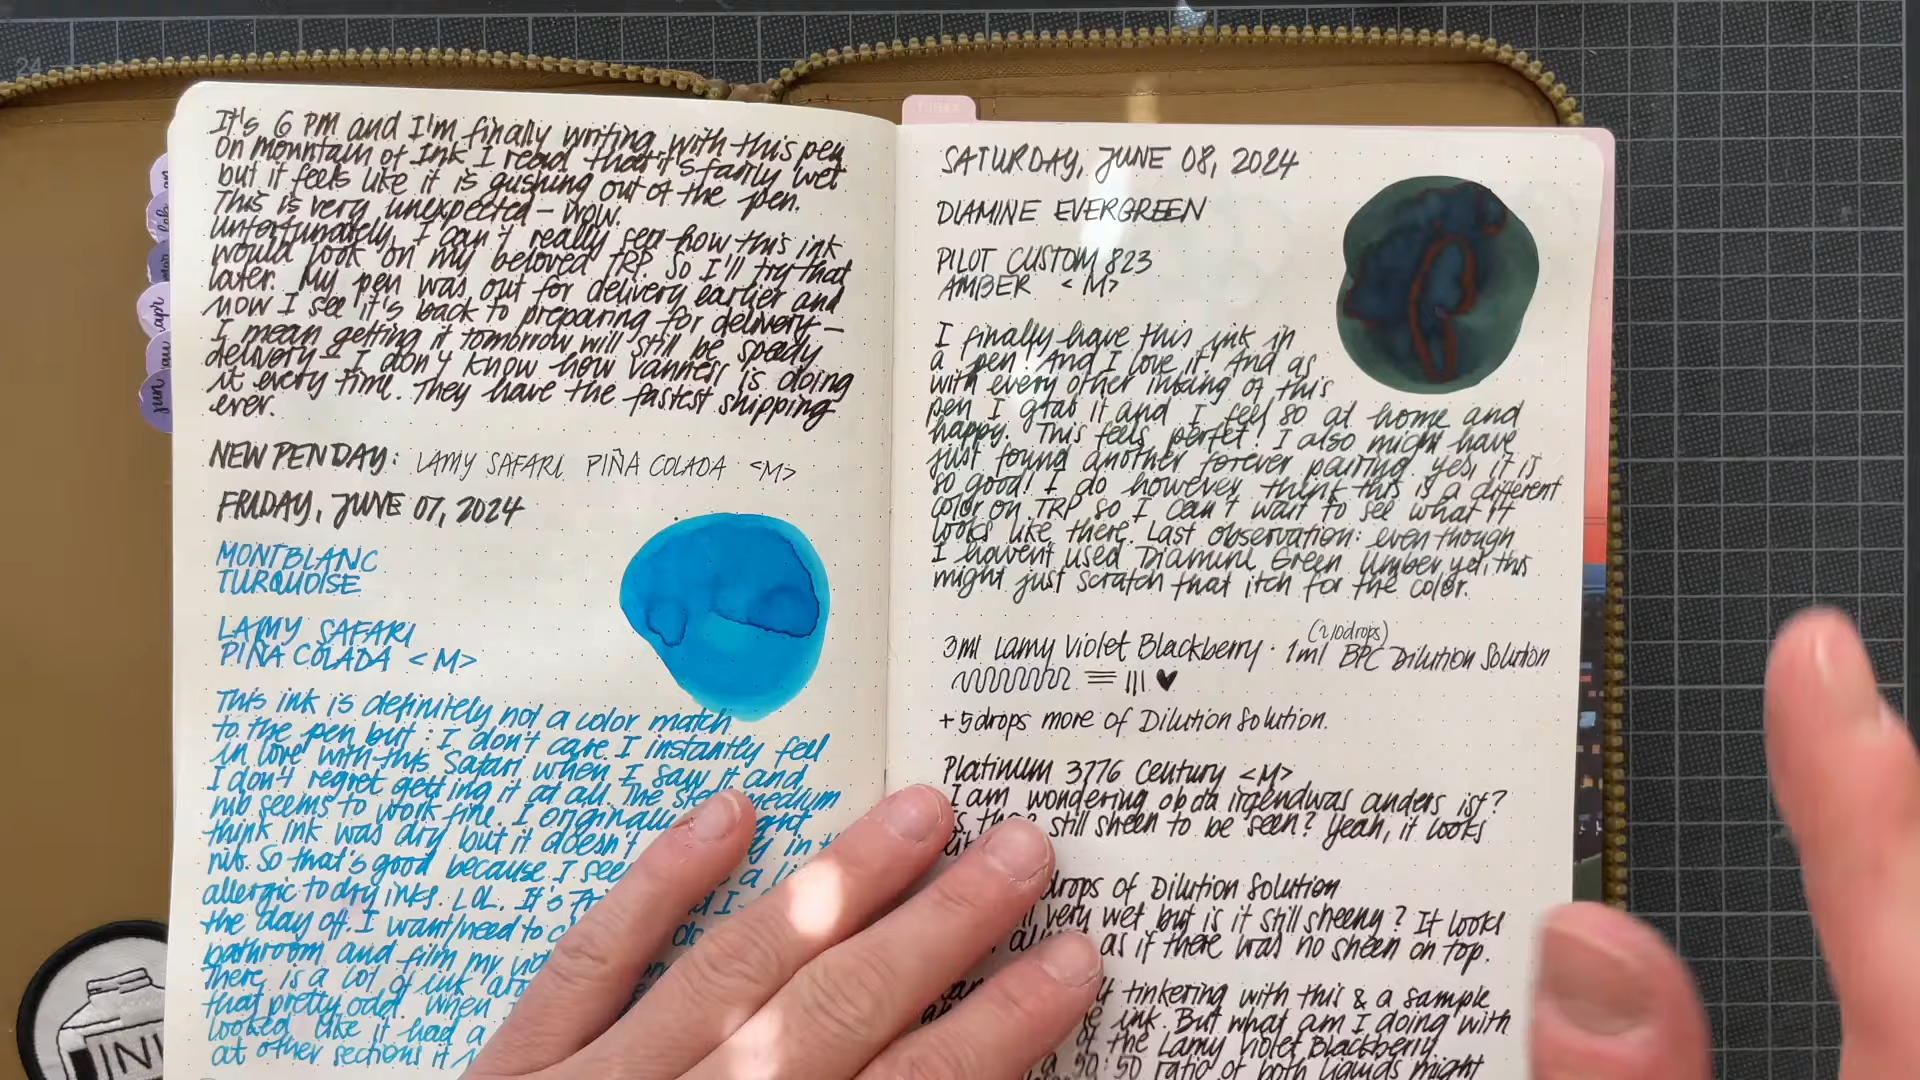 It's 6 PM and I'm finally writing with this pen
on mountain of Ink I read that it's fairly wet
but it feels like it is gushing out of the pen.
This is very unexpected - wow.
Unfortunately, I can't really see how this ink
would look on my beloved TRP. So I'll try that
later. My pen was out for delivery earlier and
now I see it's back to preparing for delivery -
I mean getting it tomorrow will still be speedy
delivery - I don't know how vanness is doing
it every time. They have the fastest shipping
ever.
NEW PEN DAY: LAMY SAFARI PIÑA COLADA <M>
FRIDAY, JUNE 07, 2024
MONTBLANC
TURQUOISE
LAMY SAFARI
PIÑA COLADA <M>
This ink is definitely not a color match
to the pen but: I don't care. I instantly feel
in love with this Safari when I saw it and
I don't regret getting it at all. The medium
nib seems to work fine. I
think ink was dry but it doesn't in
nib. So that's good because I a
allergic to dry inks. LOL. It's
the day off. I want/need to
bathroom and film my
There is a lot of ink
that pretty odd. When
looked like it had a
at other sections it
jun
apr
INK
24
SATURDAY, JUNE 08, 2024
DIAMINE EVERGREEN
PILOT CUSTOM 823
AMBER <M>
I finally have this ink in
a pen! And I love it! And as
with every other inking of this
pen I grab it and I feel so at home and
happy. This feels perfet! I also might have
just found another forever pairing. Yes, it is
so good! I do however think this is a different
color on TRP so I can't wait to see what it
looks like there. Last observation: even though
I haven't used Diamine Green Umber yet, this
might just scratch that itch for the color.
(210drops)
3ml Lamy Violet Blackberry · 1ml BPC Dilution Solution
+ 5drops more of Dilution Solution.
Platinum 3776 Century <M>
I am wondering ob da irgendwas anders ist?
Is there still sheen to be seen? Yeah, it looks
drops of Dilution Solution
very wet but is it still sheeny? It looks
as if there was no sheen on top.
tinkering with this & a sample
ink. But what am I doing with
of the Lamy Violet Blackberry
a 50:50 ratio of both liquids might